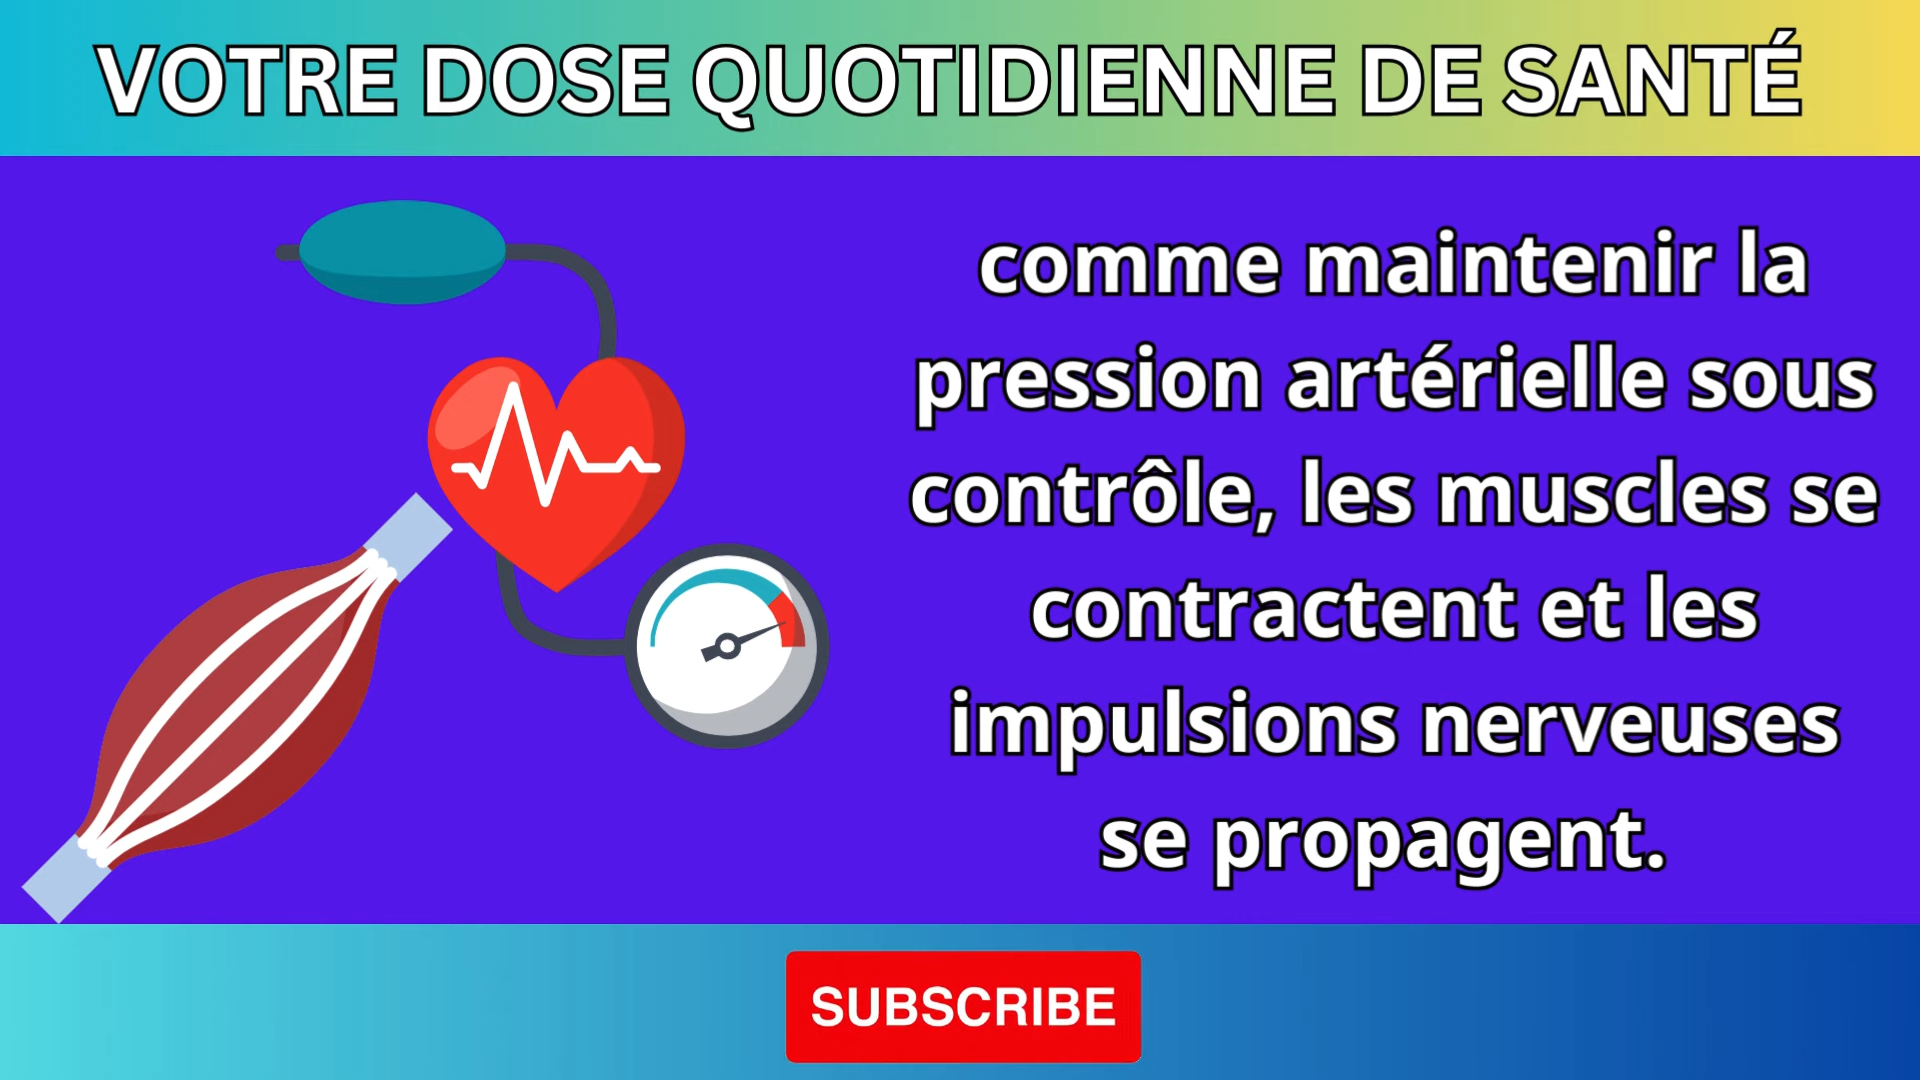 VOTRE DOSE QUOTIDIENNE DE SANTÉ
comme maintenir la
pression artérielle sous
contrôle, les muscles se
contractent et les
impulsions nerveuses
se propagent.
SUBSCRIBE